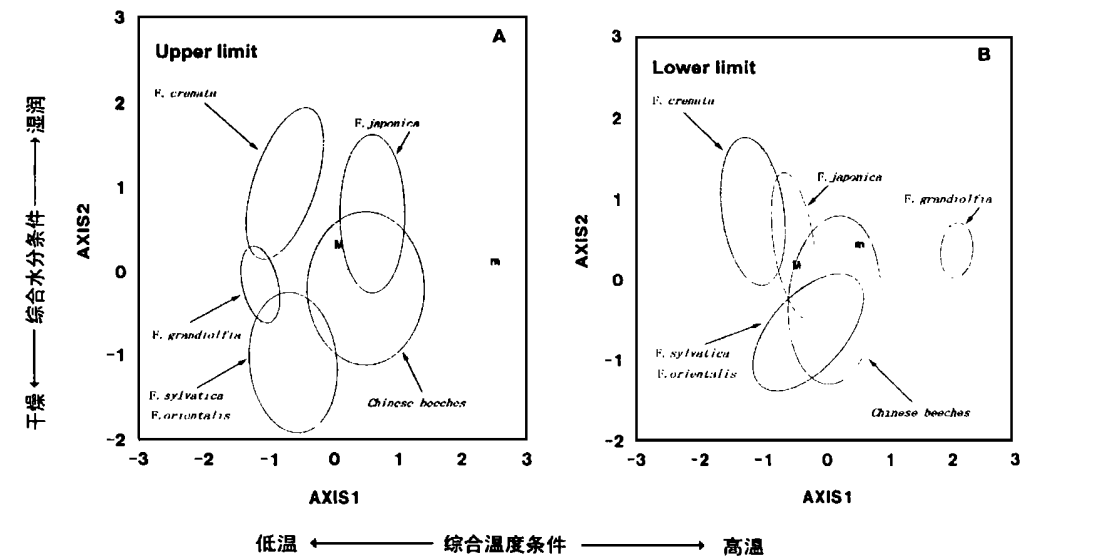 A
Upper limit
F. crenata
F. japonica
M
m
F. grandiolfia
F. sylvatica
F. orientalis
Chinese beeches
3
2
1
0
-1
-2
-3
-2
-1
0
1
2
3
AXIS2
AXIS1
B
Lower limit
F. crenata
F. japonica
F. grandiolfia
M
m
F. sylvatica
F. orientalis
Chinese beeches
3
2
1
0
-1
-2
-3
-2
-1
0
1
2
3
AXIS2
AXIS1
干燥 综合水分条件 湿润
低温 综合温度条件 高温